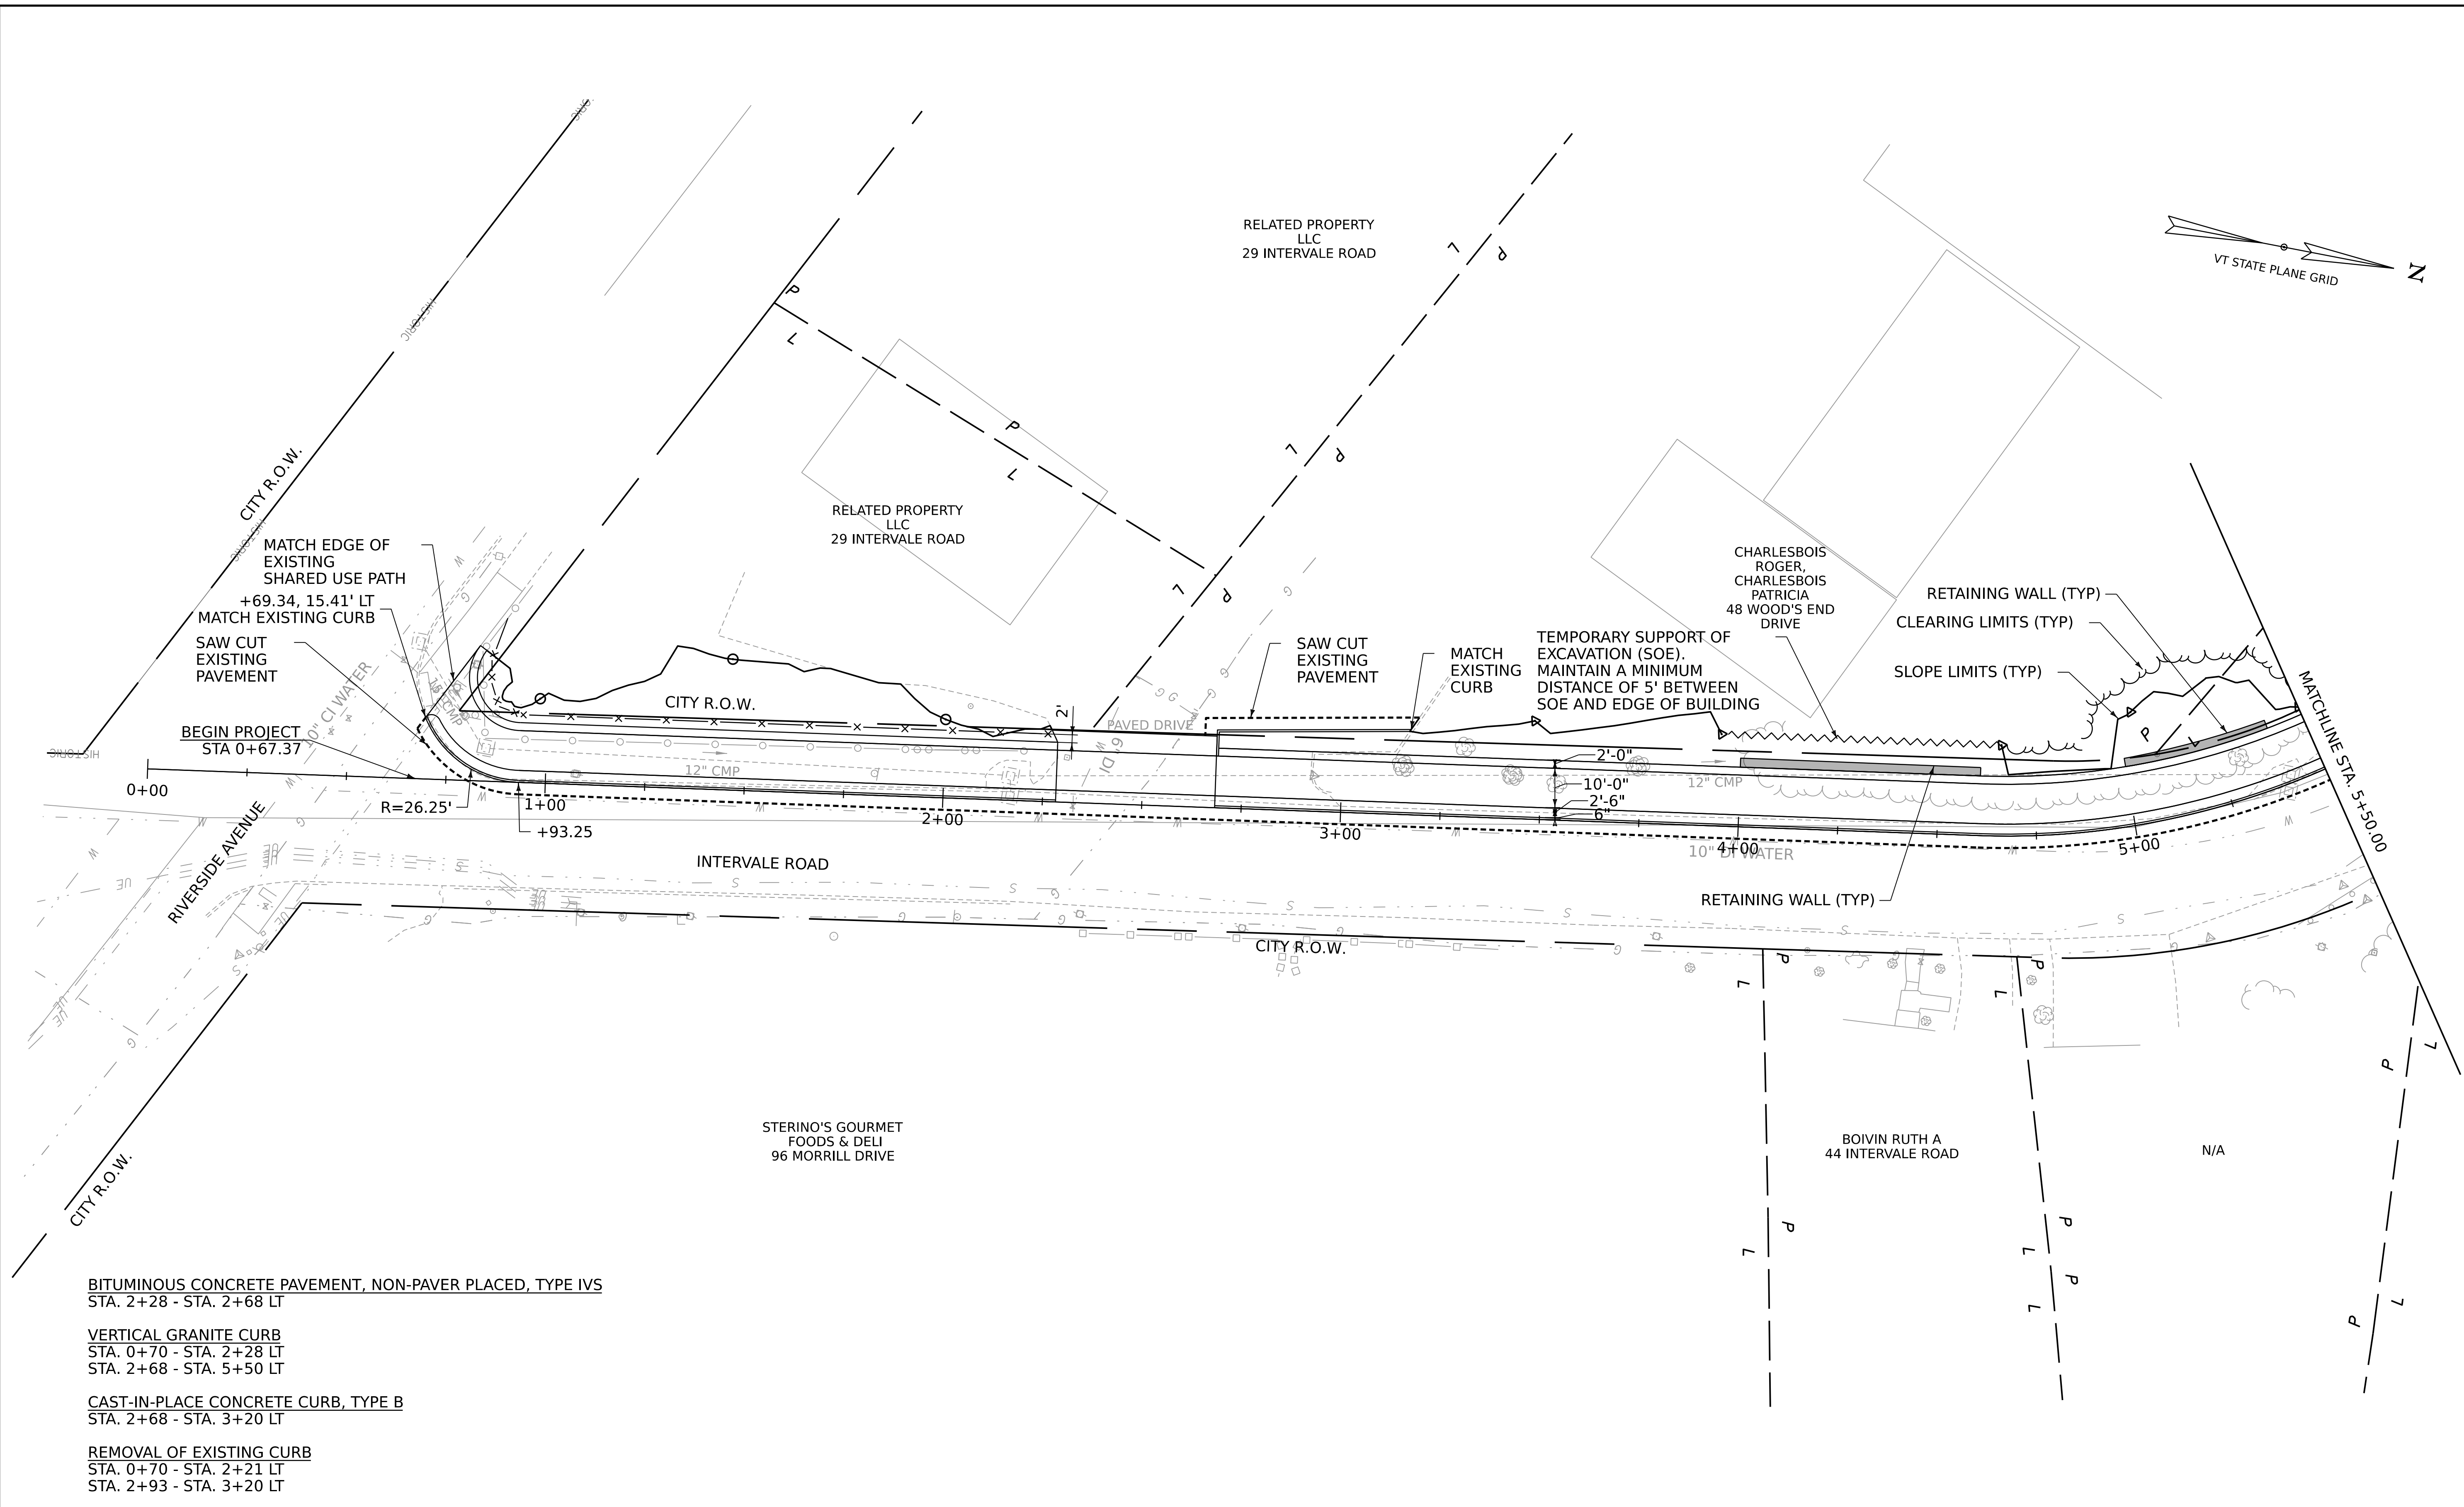 HISTORIC
HISTORIC
HISTORIC
HISTORIC
RELATED PROPERTY
LLC
29 INTERVALE ROAD
VT STATE PLANE GRID
N
P
L
P
L
L
P
L
P
L
P
CITY R.O.W.
RELATED PROPERTY
LLC
29 INTERVALE ROAD
MATCH EDGE OF
EXISTING
SHARED USE PATH
+69.34, 15.41' LT
MATCH EXISTING CURB
SAW CUT
EXISTING
PAVEMENT
BEGIN PROJECT
STA 0+67.37
10" CI WATER
15" CMP
CITY R.O.W.
2'
PAVED DRIVE
6" DI
12" CMP
SAW CUT
EXISTING
PAVEMENT
MATCH
EXISTING
CURB
TEMPORARY SUPPORT OF
EXCAVATION (SOE).
MAINTAIN A MINIMUM
DISTANCE OF 5' BETWEEN
SOE AND EDGE OF BUILDING
CHARLESBOIS
ROGER,
CHARLESBOIS
PATRICIA
48 WOOD'S END
DRIVE
RETAINING WALL (TYP)
CLEARING LIMITS (TYP)
SLOPE LIMITS (TYP)
P
L
MATCHLINE STA. 5+50.00
2'-0"
10'-0"
2'-6"
6"
12" CMP
0+00
R=26.25'
1+00
+93.25
2+00
3+00
4+00
5+00
10" DI WATER
RIVERSIDE AVENUE
INTERVALE ROAD
RETAINING WALL (TYP)
CITY R.O.W.
CITY R.O.W.
P
L
P
L
P
L
P
L
P
L
P
L
P
L
STERINO'S GOURMET
FOODS & DELI
96 MORRILL DRIVE
BOIVIN RUTH A
44 INTERVALE ROAD
N/A
BITUMINOUS CONCRETE PAVEMENT, NON-PAVER PLACED, TYPE IVS
STA. 2+28 - STA. 2+68 LT
VERTICAL GRANITE CURB
STA. 0+70 - STA. 2+28 LT
STA. 2+68 - STA. 5+50 LT
CAST-IN-PLACE CONCRETE CURB, TYPE B
STA. 2+68 - STA. 3+20 LT
REMOVAL OF EXISTING CURB
STA. 0+70 - STA. 2+21 LT
STA. 2+93 - STA. 3+20 LT